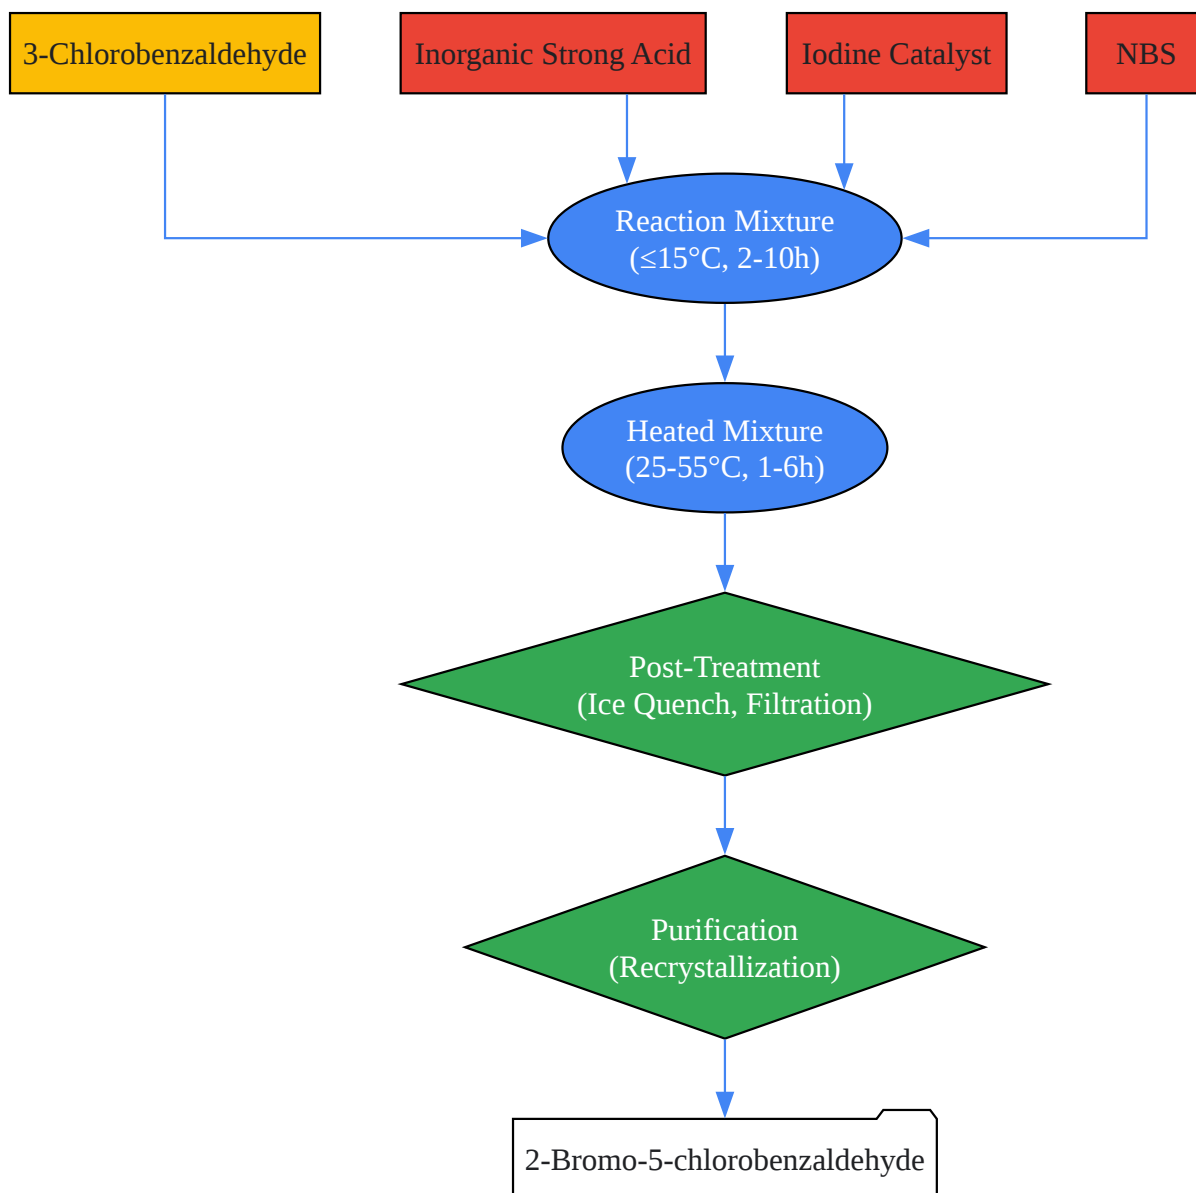 3-Chlorobenzaldehyde
Inorganic Strong Acid
Iodine Catalyst
NBS
Reaction Mixture
(≤15°C, 2-10h)
Heated Mixture
(25-55°C, 1-6h)
Post-Treatment
(Ice Quench, Filtration)
Purification
(Recrystallization)
2-Bromo-5-chlorobenzaldehyde